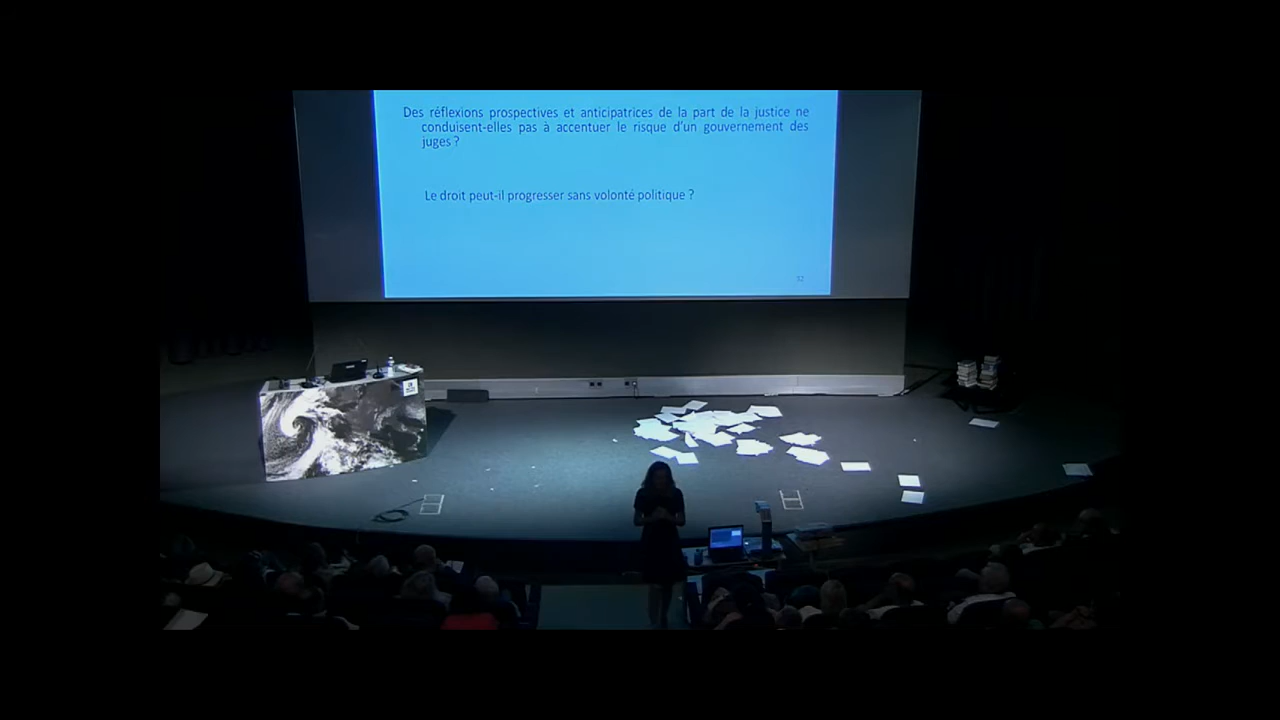 Des réflexions prospectives et anticipatrices de la part de la justice ne
conduisent-elles pas à accentuer le risque d'un gouvernement des
juges ?
Le droit peut-il progresser sans volonté politique ?